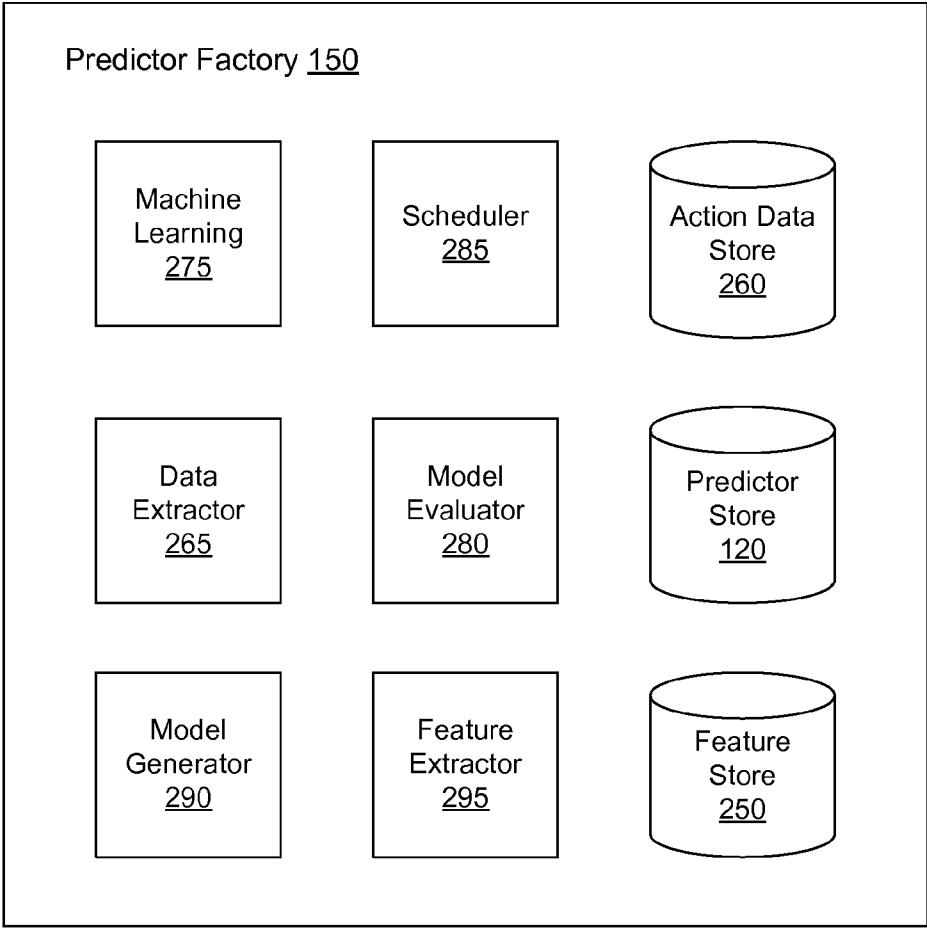 Predictor Factory 150
Machine
Learning
275
Scheduler
285
Action Data
Store
260
Data
Extractor
265
Model
Evaluator
280
Predictor
Store
120
Model
Generator
290
Feature
Extractor
295
Feature
Store
250